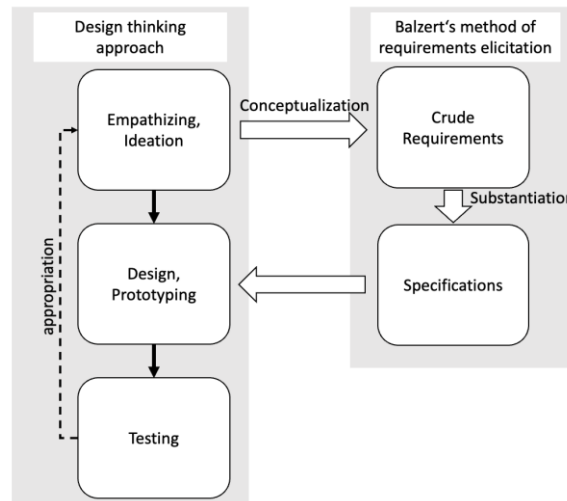 Design thinking
approach
Balzert‘s method of
requirements elicitation
Empathizing,
Ideation
Conceptualization
Crude
Requirements
Substantiation
appropriation
Design,
Prototyping
Specifications
Testing